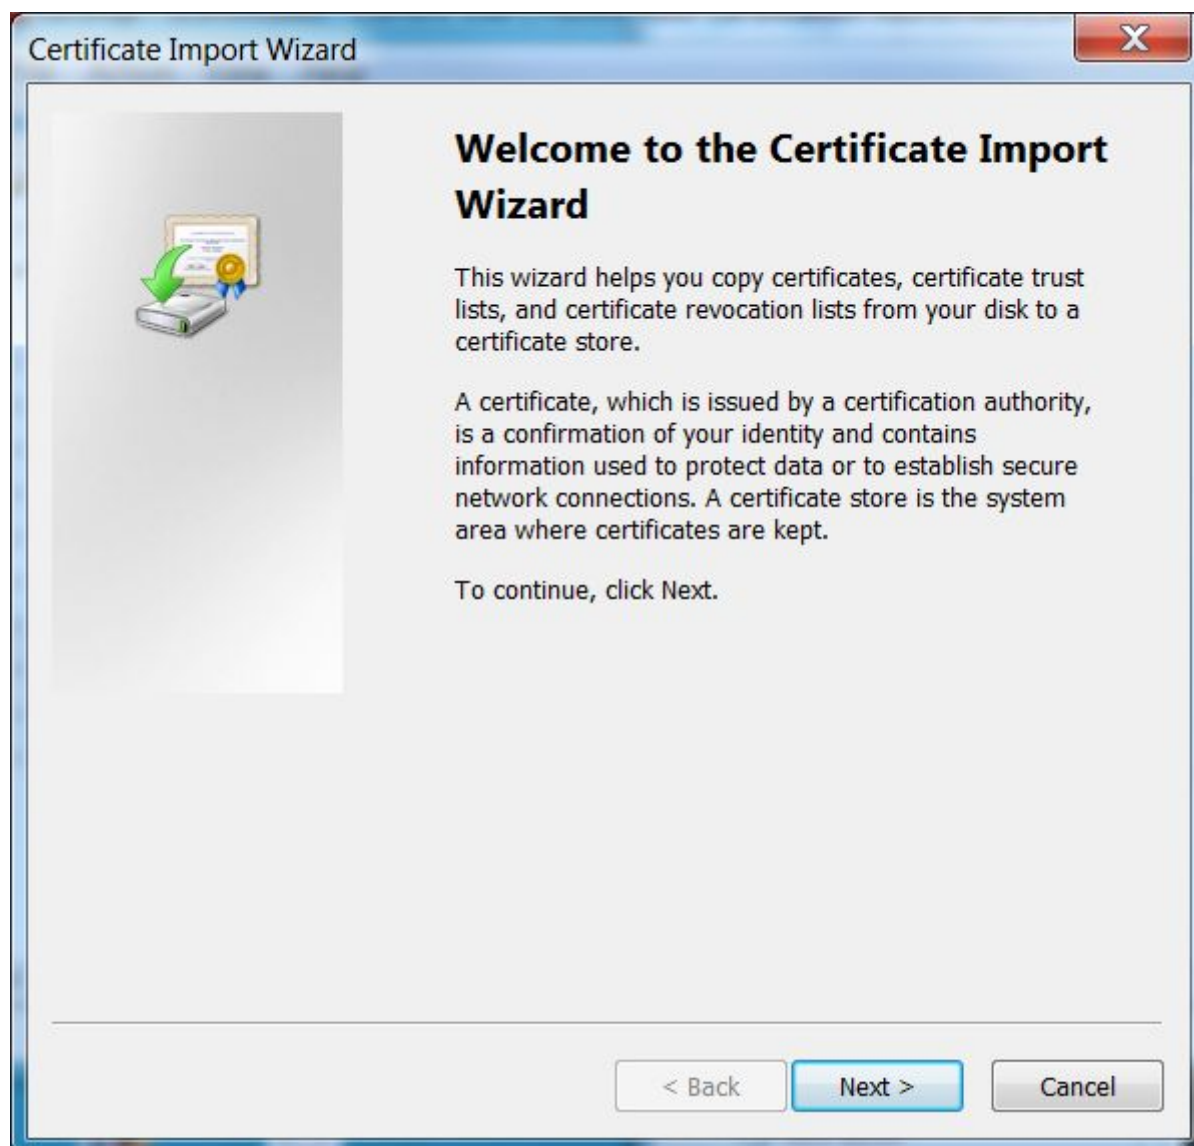 Certificate Import Wizard
Welcome to the Certificate Import
Wizard
This wizard helps you copy certificates, certificate trust
lists, and certificate revocation lists from your disk to a
certificate store.
A certificate, which is issued by a certification authority,
is a confirmation of your identity and contains
information used to protect data or to establish secure
network connections. A certificate store is the system
area where certificates are kept.
To continue, click Next.
< Back
Next >
Cancel